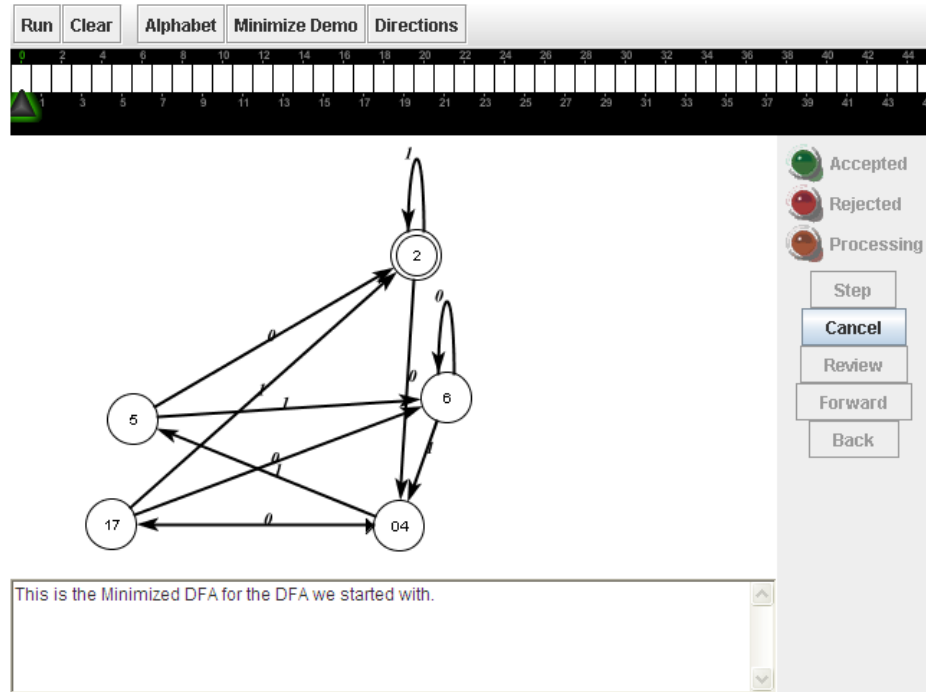 Run Clear Alphabet Minimize Demo Directions
0 2 4 6 8 10 12 14 16 18 20 22 24 26 28 30 32 34 36 38 40 42 44
1 3 5 7 9 11 13 15 17 19 21 23 25 27 29 31 33 35 37 39 41 43
1
Accepted
Rejected
2
Processing
0
Step
0
Cancel
0
Review
1
6
1
Forward
5
1
0
Back
1
17
0
04
This is the Minimized DFA for the DFA we started with.